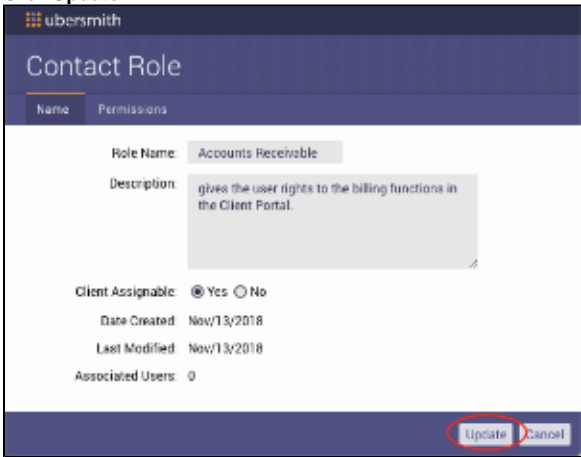 ubersmith
Contact Role
Name Permissions
Role Name: Accounts Receivable
Description: gives the user rights to the billing functions in
the Client Portal.
Client Assignable: Yes No
Date Created: Nov/13/2018
Last Modified: Nov/13/2018
Associated Users: 0
Update Cancel